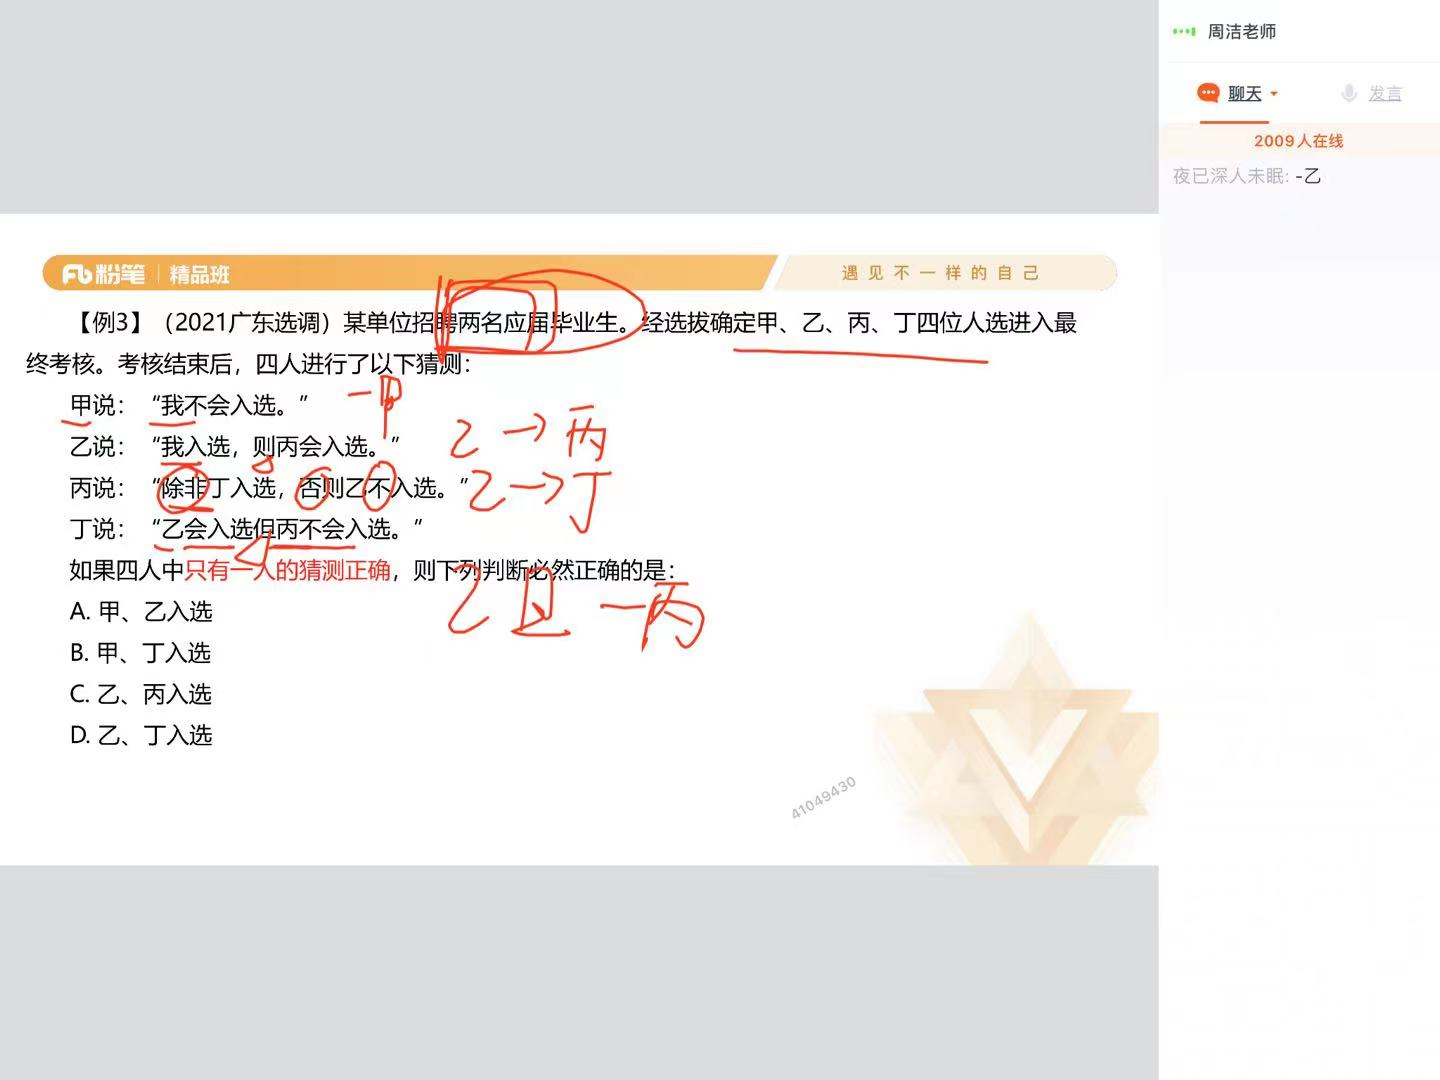 周洁老师
聊天
发言
2009人在线
夜已深人未眠: -乙
粉笔 精品班
遇见不一样的自己
【例3】（2021广东选调）某单位招聘两名应届毕业生。经选拔确定甲、乙、丙、丁四位人选进入最
终考核。考核结束后，四人进行了以下猜测：
甲说：“我不会入选。” -甲
乙说：“我入选，则丙会入选。” 乙→丙
丙说：“除非丁入选，否则乙不入选。” 乙→丁
丁说：“乙会入选但丙不会入选。”
如果四人中只有一人的猜测正确，则下列判断必然正确的是：
乙且-丙
A. 甲、乙入选
B. 甲、丁入选
C. 乙、丙入选
D. 乙、丁入选
41049430